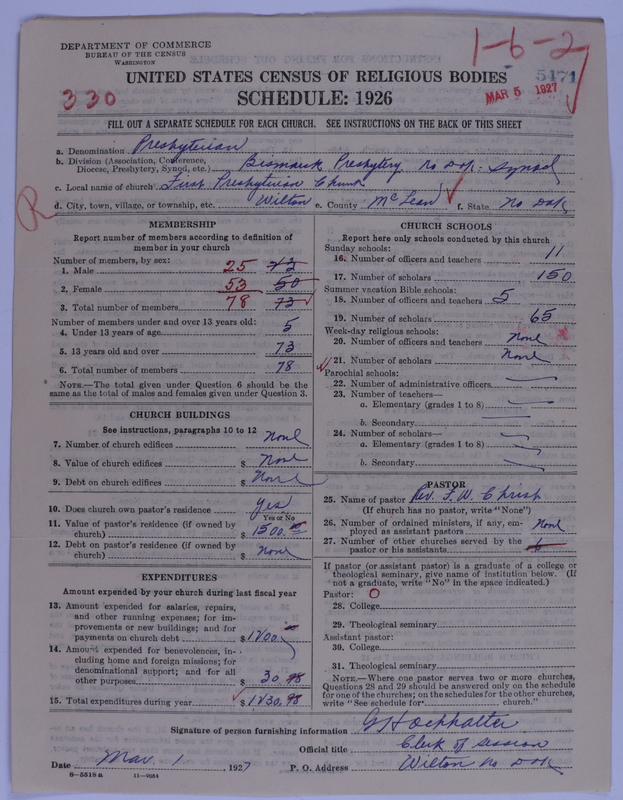 DEPARTMENT OF COMMERCE
BUREAU OF THE CENSUS
WASHINGTON
1-6-2
5171
MAR 5 1927
330
UNITED STATES CENSUS OF RELIGIOUS BODIES
SCHEDULE: 1926
FILL OUT A SEPARATE SCHEDULE FOR EACH CHURCH. SEE INSTRUCTIONS ON THE BACK OF THIS SHEET
a. Denomination Presbyterian
b. Division (Association, Conference, Diocese, Presbytery, Synod, etc.) Bismarck Presbytery No Dak. Synod
c. Local name of church First Presbyterian Church
d. City, town, village, or township, etc. Wilton e. County McLean f. State No Dak
R
MEMBERSHIP
Report number of members according to definition of
member in your church
Number of members, by sex:
1. Male 25
2. Female 53 50
3. Total number of members 78 73
Number of members under and over 13 years old:
4. Under 13 years of age 5
5. 13 years old and over 73
6. Total number of members 78
NOTE.—The total given under Question 6 should be the
same as the total of males and females given under Question 3.
CHURCH BUILDINGS
See instructions, paragraphs 10 to 12
7. Number of church edifices None
8. Value of church edifices $ None
9. Debt on church edifices $ None
10. Does church own pastor's residence Yes
Yes or No
11. Value of pastor's residence (if owned by
church) $ 1500.
12. Debt on pastor's residence (if owned by
church) $ None
EXPENDITURES
Amount expended by your church during last fiscal year
13. Amount expended for salaries, repairs,
and other running expenses; for im-
provements or new buildings; and for
payments on church debt $
14. Amount expended for benevolences, in-
cluding home and foreign missions; for
denominational support; and for all
other purposes $ 30.98
15. Total expenditures during year $
CHURCH SCHOOLS
Report here only schools conducted by this church
Sunday schools:
16. Number of officers and teachers 11
17. Number of scholars 150
Summer vacation Bible schools:
18. Number of officers and teachers 5
19. Number of scholars 65
Week-day religious schools:
20. Number of officers and teachers None
21. Number of scholars None
Parochial schools:
22. Number of administrative officers
23. Number of teachers—
a. Elementary (grades 1 to 8)
b. Secondary
24. Number of scholars—
a. Elementary (grades 1 to 8)
b. Secondary
PASTOR
25. Name of pastor Rev. F. W. Christ
(If church has no pastor, write "None")
26. Number of ordained ministers, if any, em-
ployed as assistant pastors None
27. Number of other churches served by the
pastor or his assistants
If pastor (or assistant pastor) is a graduate of a college or
theological seminary, give name of institution below. (If
not a graduate, write "No" in the space indicated.)
Pastor: O
28. College
29. Theological seminary
Assistant pastor:
30. College
31. Theological seminary
NOTE.—Where one pastor serves two or more churches,
Questions 28 and 29 should be answered only on the schedule
for one of the churches; on the schedules for the other churches,
write "See schedule for church."
Signature of person furnishing information
Official title Clerk of Session
Date Mar. 1, 1927 P. O. Address Wilton No Dak
8—5518 a 11—9054